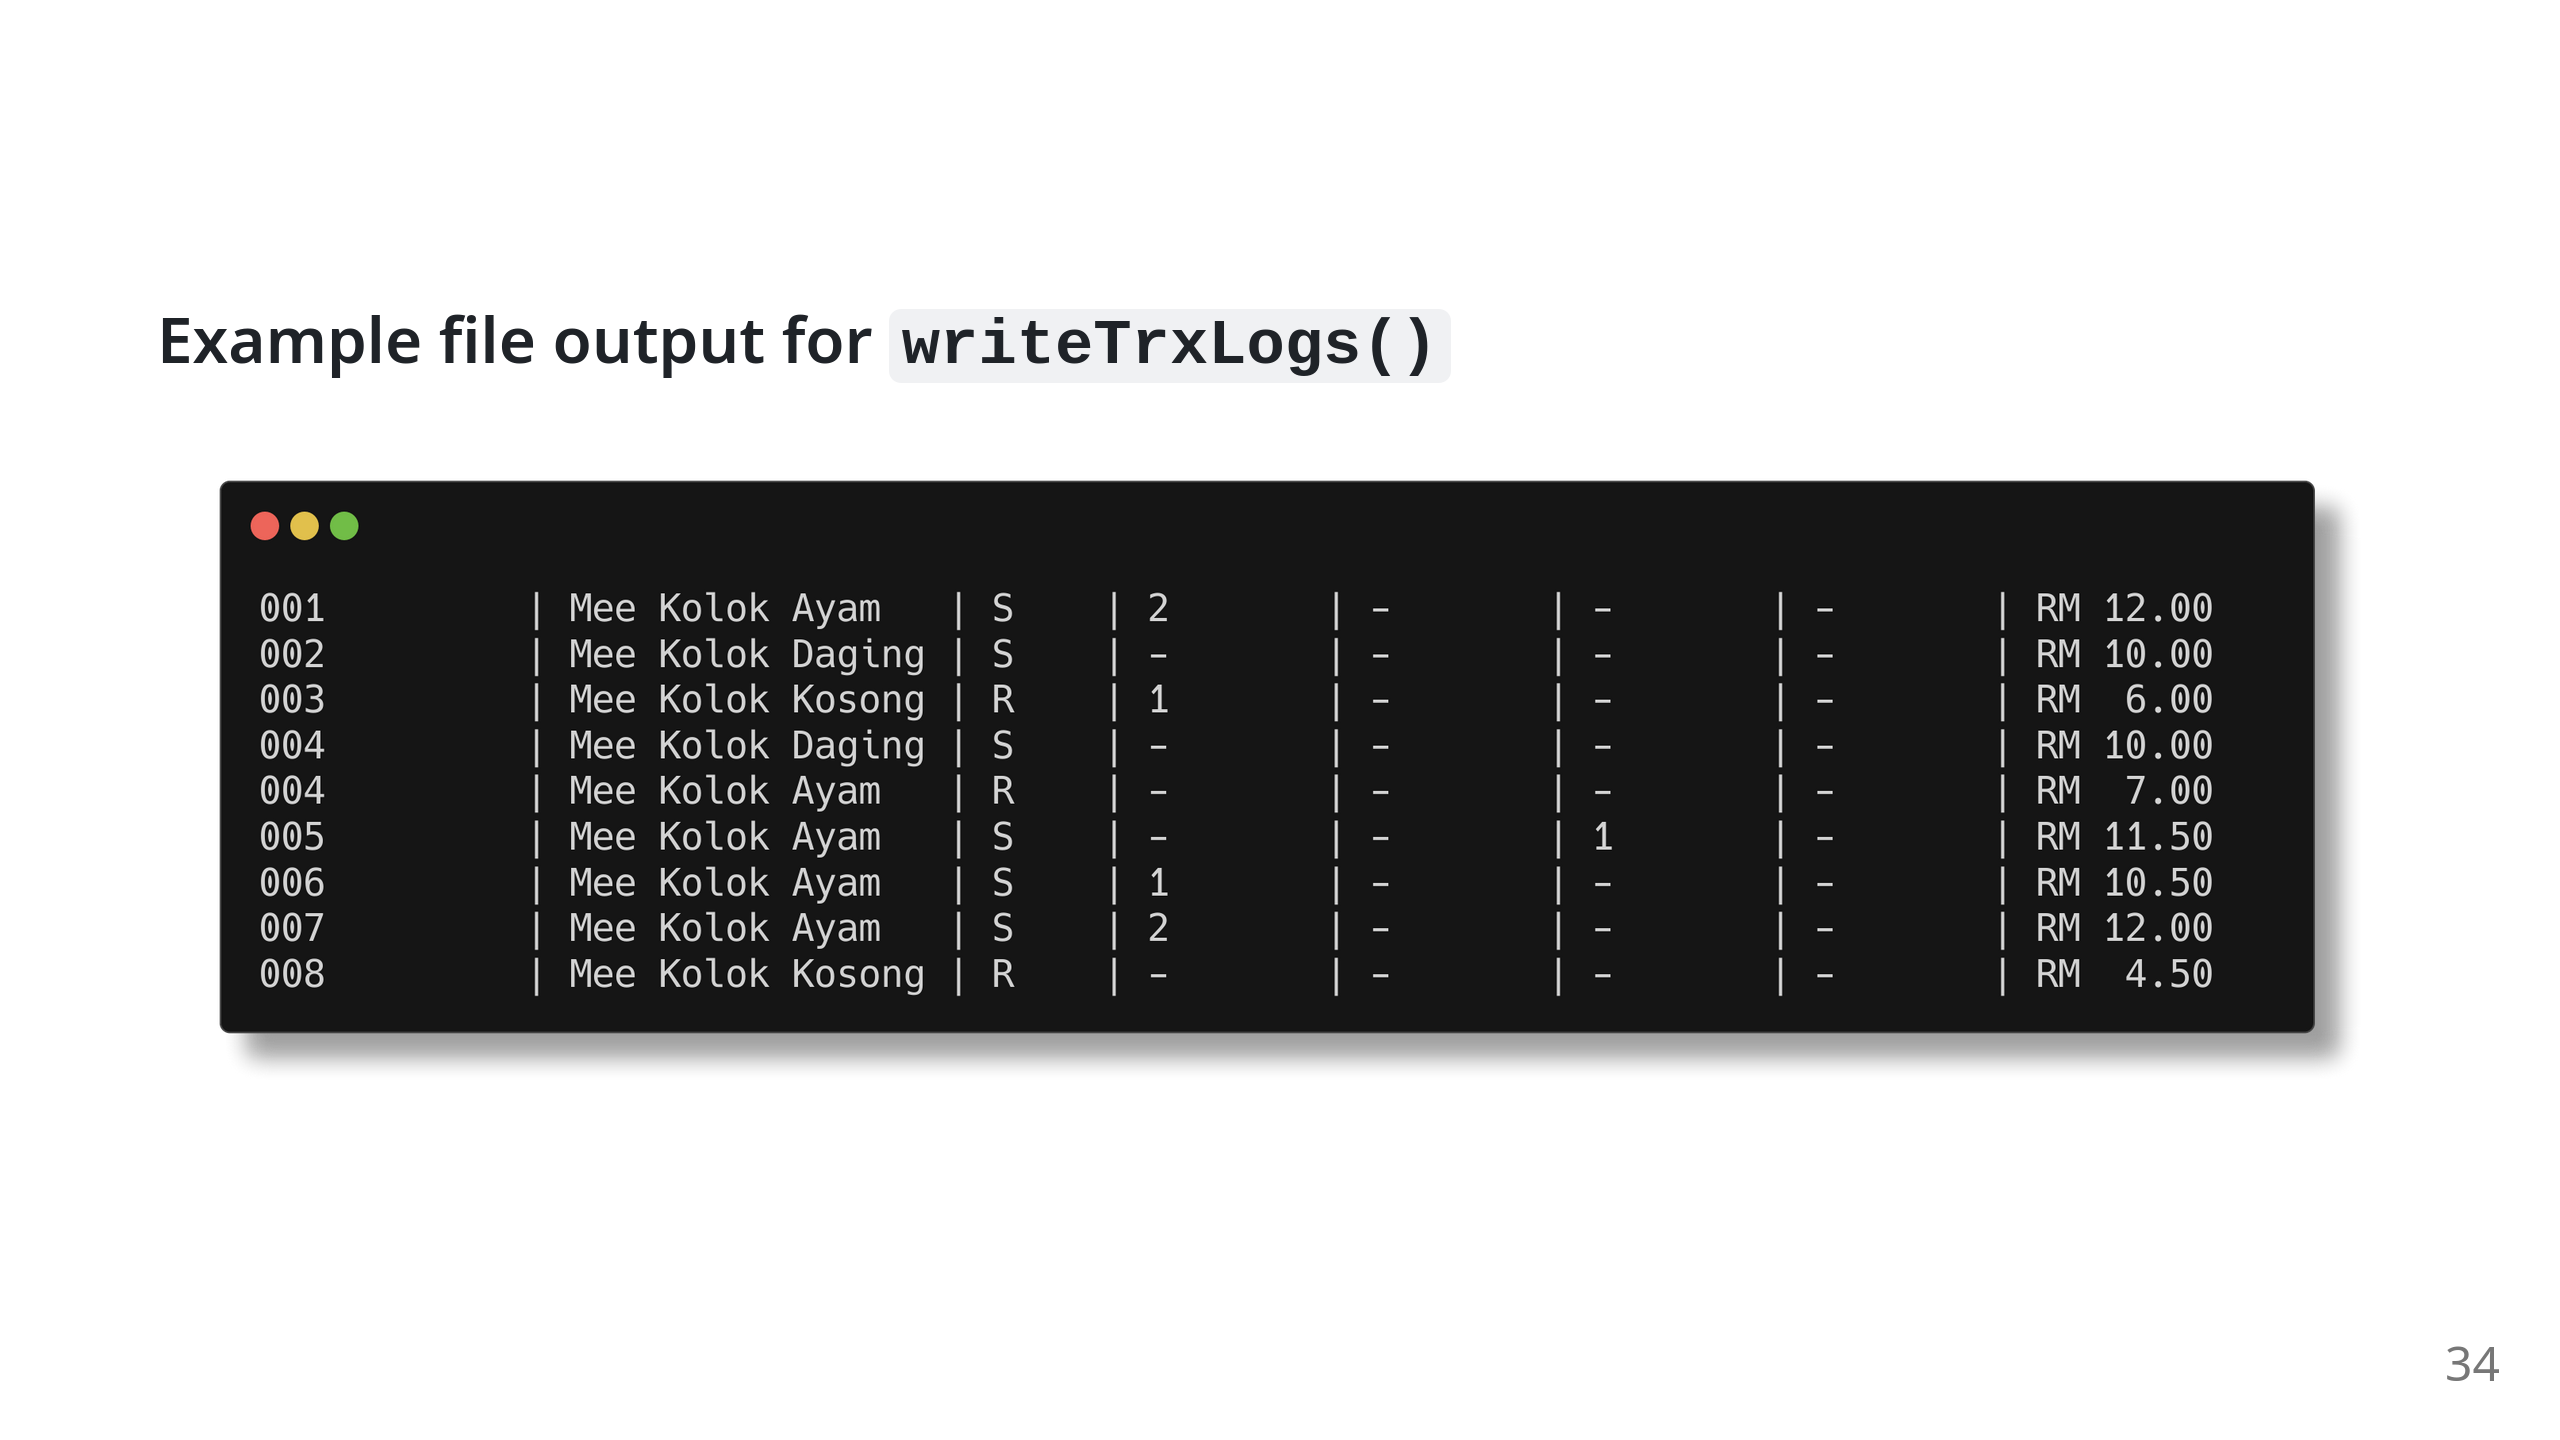 Example file output for writeTrxLogs()
001         | Mee Kolok Ayam   | S    | 2       | -       | -       | -       | RM 12.00
002         | Mee Kolok Daging | S    | -       | -       | -       | -       | RM 10.00
003         | Mee Kolok Kosong | R    | 1       | -       | -       | -       | RM  6.00
004         | Mee Kolok Daging | S    | -       | -       | -       | -       | RM 10.00
004         | Mee Kolok Ayam   | R    | -       | -       | -       | -       | RM  7.00
005         | Mee Kolok Ayam   | S    | -       | -       | 1       | -       | RM 11.50
006         | Mee Kolok Ayam   | S    | 1       | -       | -       | -       | RM 10.50
007         | Mee Kolok Ayam   | S    | 2       | -       | -       | -       | RM 12.00
008         | Mee Kolok Kosong | R    | -       | -       | -       | -       | RM  4.50
34